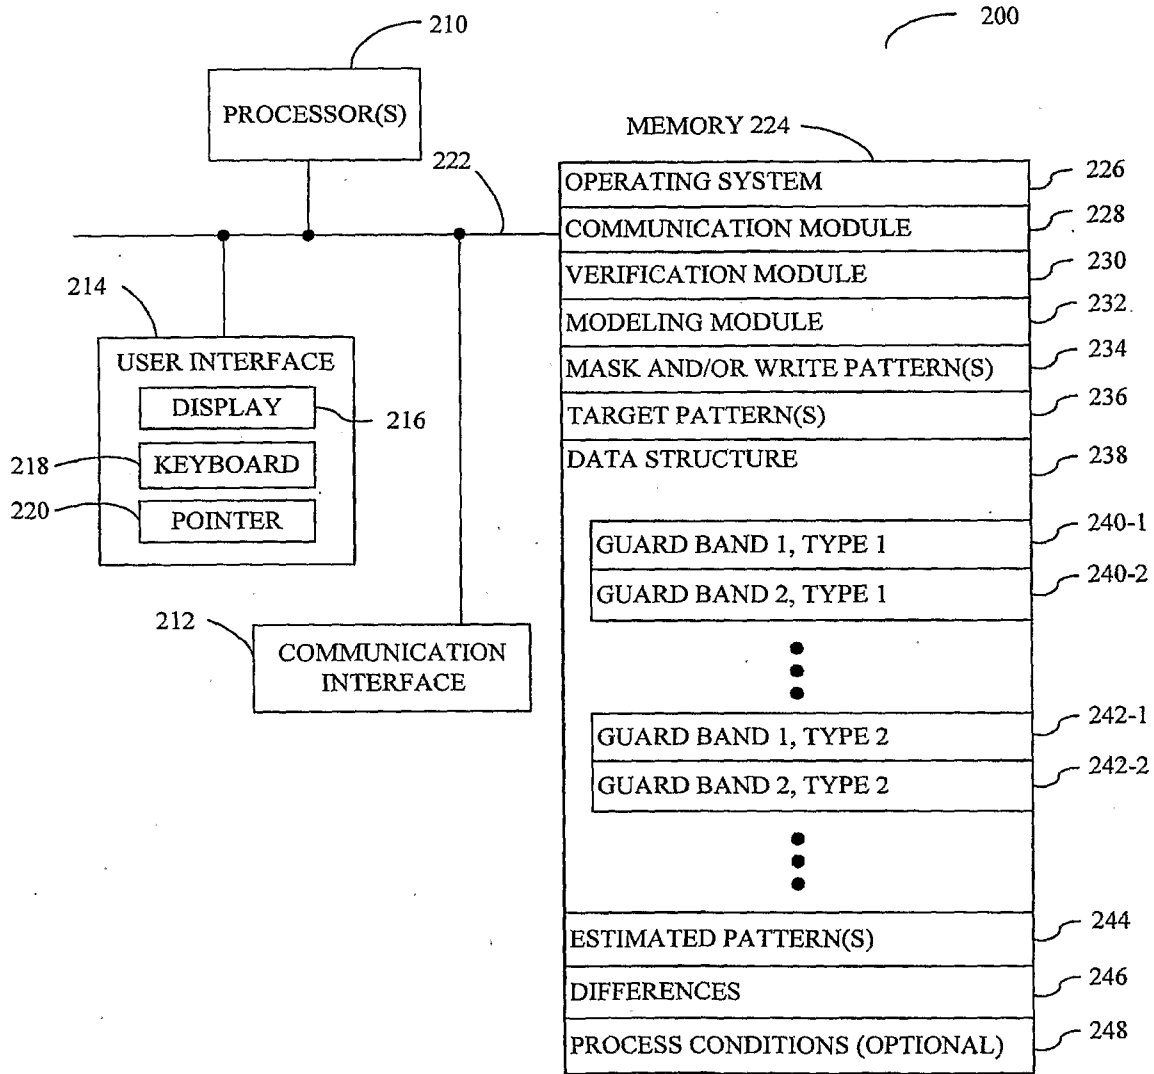 200
210
PROCESSOR(S)
MEMORY 224
222
OPERATING SYSTEM
226
COMMUNICATION MODULE
228
VERIFICATION MODULE
230
MODELING MODULE
232
MASK AND/OR WRITE PATTERN(S)
234
TARGET PATTERN(S)
236
DATA STRUCTURE
238
GUARD BAND 1, TYPE 1
240-1
GUARD BAND 2, TYPE 1
240-2
GUARD BAND 1, TYPE 2
242-1
GUARD BAND 2, TYPE 2
242-2
ESTIMATED PATTERN(S)
244
DIFFERENCES
246
PROCESS CONDITIONS (OPTIONAL)
248
214
USER INTERFACE
DISPLAY
216
218
KEYBOARD
220
POINTER
212
COMMUNICATION
INTERFACE